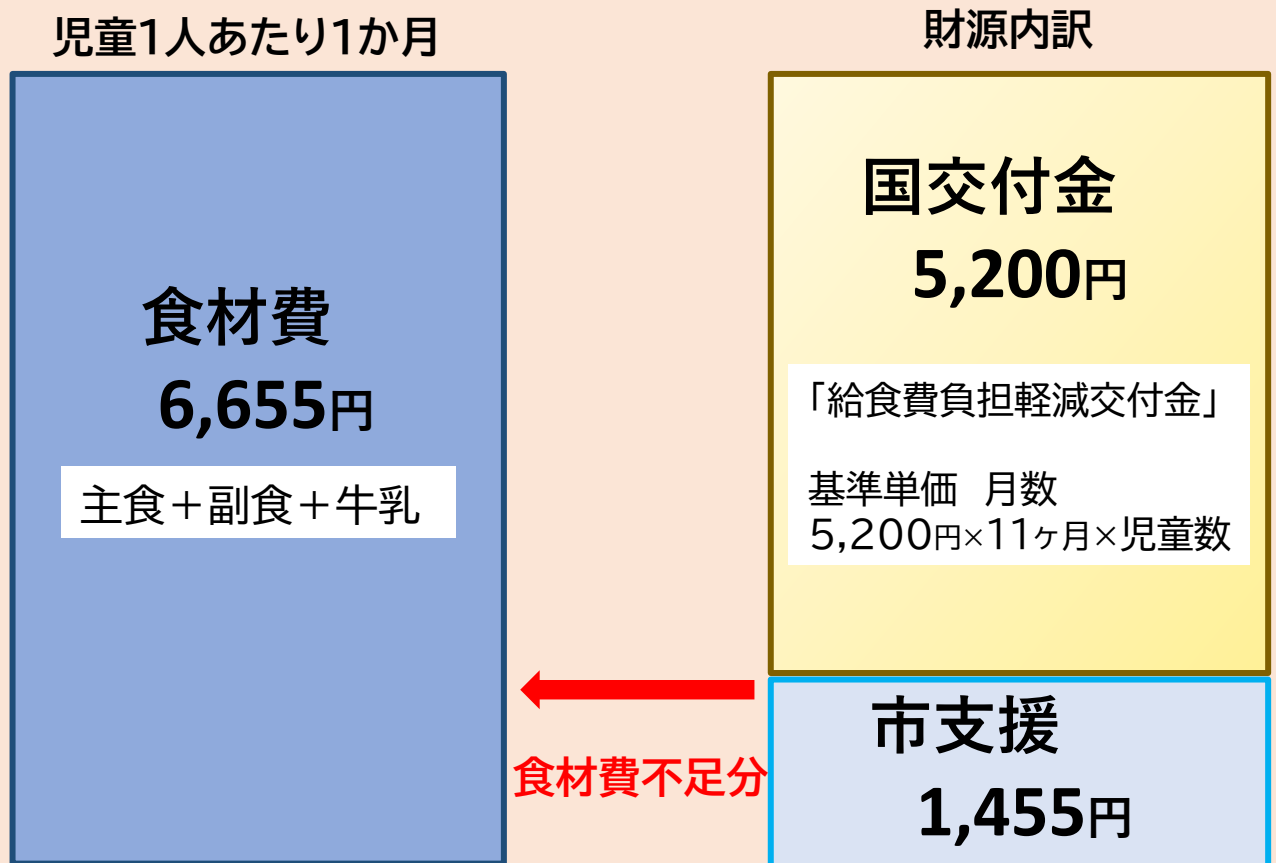 児童1人あたり1か月
食材費
6,655円
主食＋副食＋牛乳
財源内訳
国交付金
5,200円
「給食費負担軽減交付金」
基準単価　月数
5,200円×11ヶ月×児童数
食材費不足分
市支援
1,455円